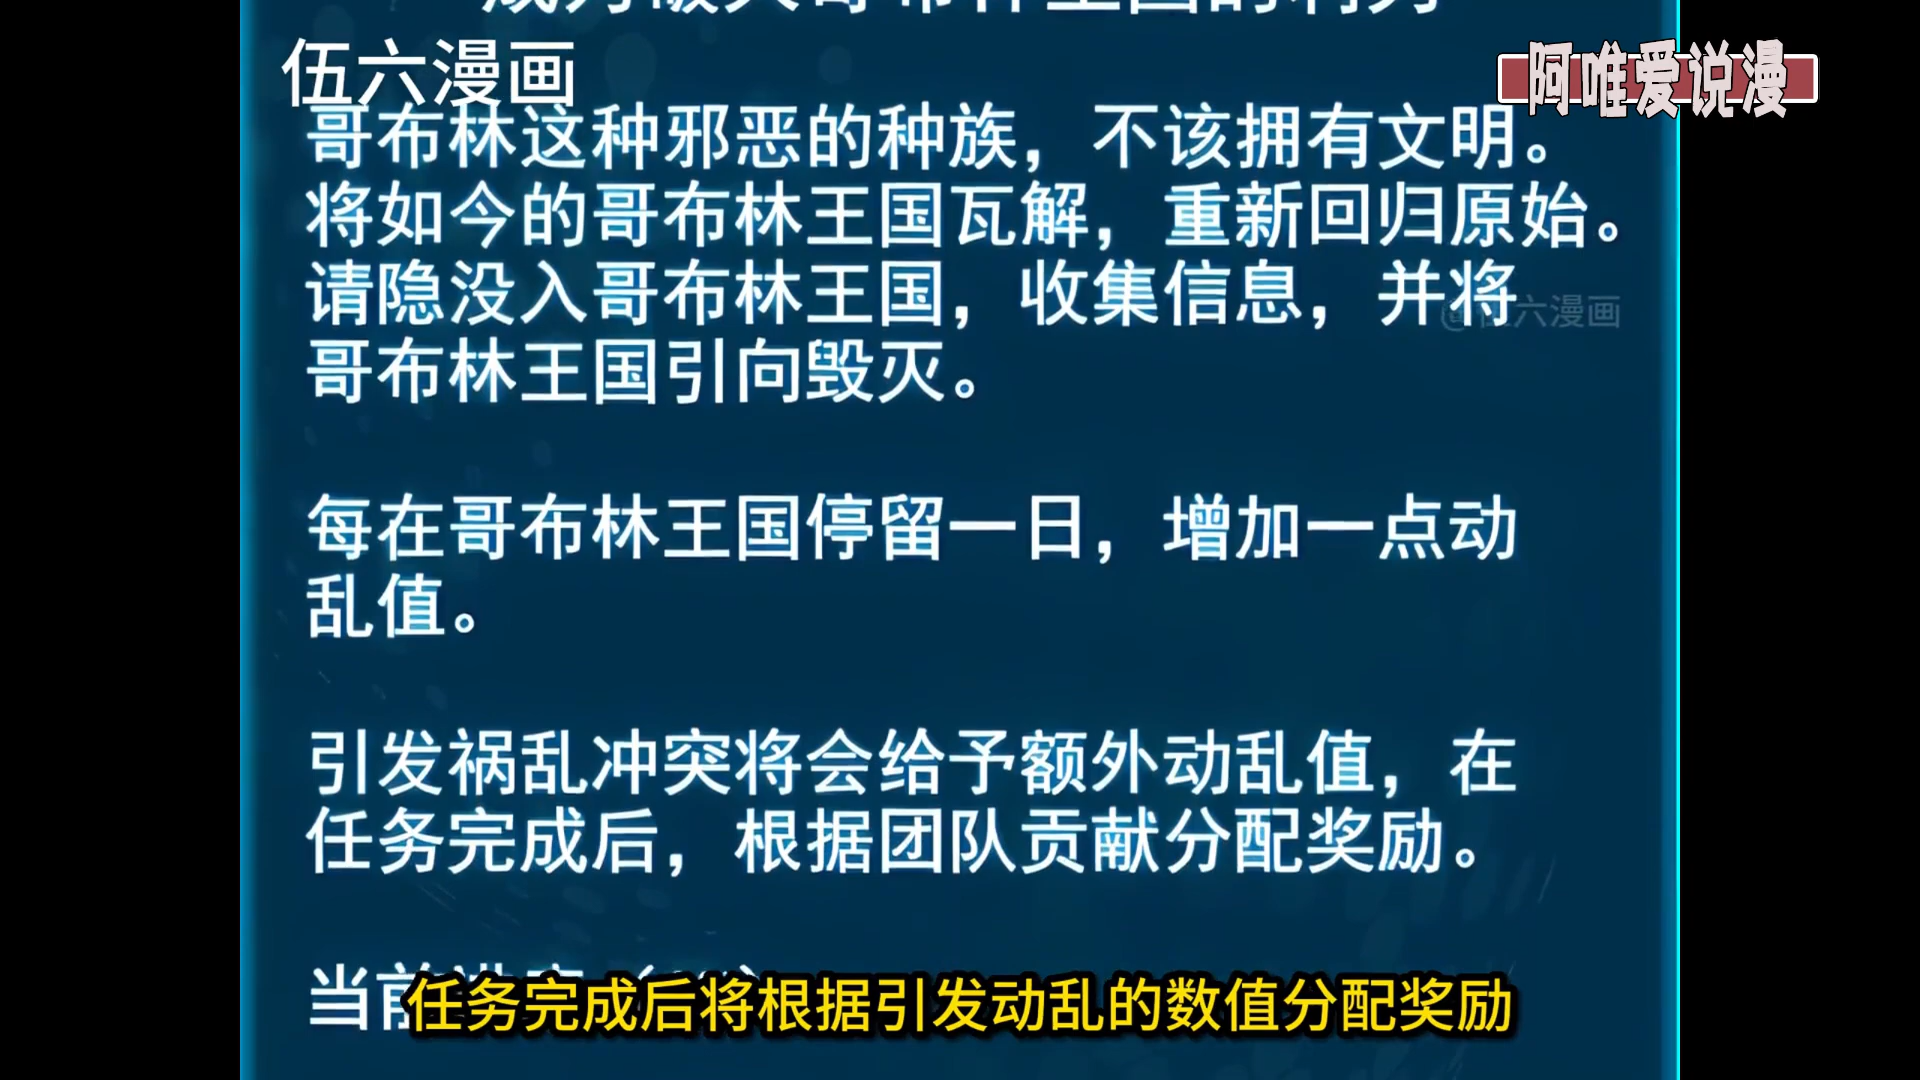 伍六漫画
阿唯爱说漫
哥布林这种邪恶的种族，不该拥有文明。
将如今的哥布林王国瓦解，重新回归原始。
请隐没入哥布林王国，收集信息，并将
@伍六漫画
哥布林王国引向毁灭。
每在哥布林王国停留一日，增加一点动
乱值。
引发祸乱冲突将会给予额外动乱值，在
任务完成后，根据团队贡献分配奖励。
当前
任务完成后将根据引发动乱的数值分配奖励